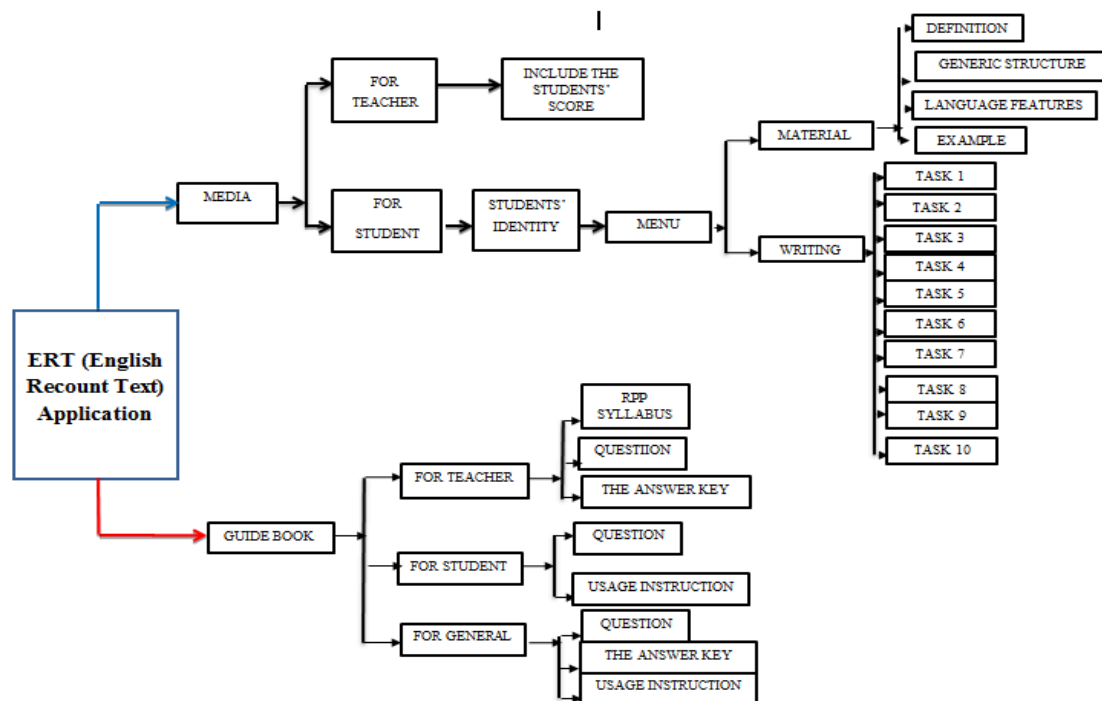 DEFINITION
FOR
TEACHER
INCLUDE THE
STUDENTS'
SCORE
GENERIC STRUCTURE
LANGUAGE FEATURES
MATERIAL
EXAMPLE
MEDIA
FOR
STUDENT
STUDENTS'
IDENTITY
MENU
WRITING
TASK 1
TASK 2
TASK 3
TASK 4
TASK 5
TASK 6
TASK 7
TASK 8
TASK 9
TASK 10
ERT (English
Recount Text)
Application
GUIDE BOOK
FOR TEACHER
RPP
SYLLABUS
QUESTIION
THE ANSWER KEY
FOR STUDENT
QUESTION
USAGE INSTRUCTION
FOR GENERAL
QUESTION
THE ANSWER KEY
USAGE INSTRUCTION